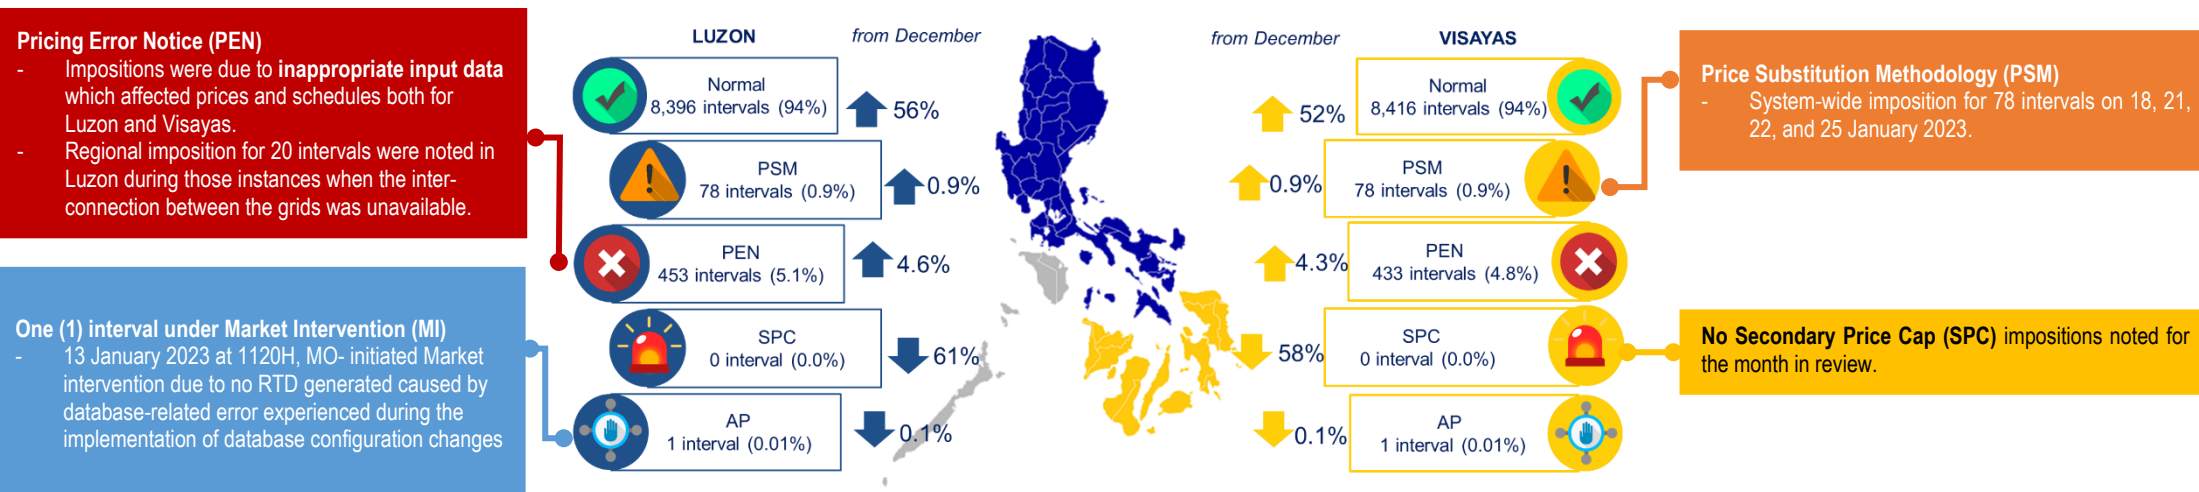 Pricing Error Notice (PEN)
- Impositions were due to inappropriate input data
which affected prices and schedules both for
Luzon and Visayas.
- Regional imposition for 20 intervals were noted in
Luzon during those instances when the inter-
connection between the grids was unavailable.
One (1) interval under Market Intervention (MI)
- 13 January 2023 at 1120H, MO- initiated Market
intervention due to no RTD generated caused by
database-related error experienced during the
implementation of database configuration changes
LUZON
from December
Normal
8,396 intervals (94%)
56%
PSM
78 intervals (0.9%)
0.9%
PEN
453 intervals (5.1%)
4.6%
SPC
0 interval (0.0%)
61%
AP
1 interval (0.01%)
0.1%
from December
VISAYAS
52%
Normal
8,416 intervals (94%)
0.9%
PSM
78 intervals (0.9%)
4.3%
PEN
433 intervals (4.8%)
58%
SPC
0 interval (0.0%)
0.1%
AP
1 interval (0.01%)
Price Substitution Methodology (PSM)
- System-wide imposition for 78 intervals on 18, 21,
22, and 25 January 2023.
No Secondary Price Cap (SPC) impositions noted for
the month in review.